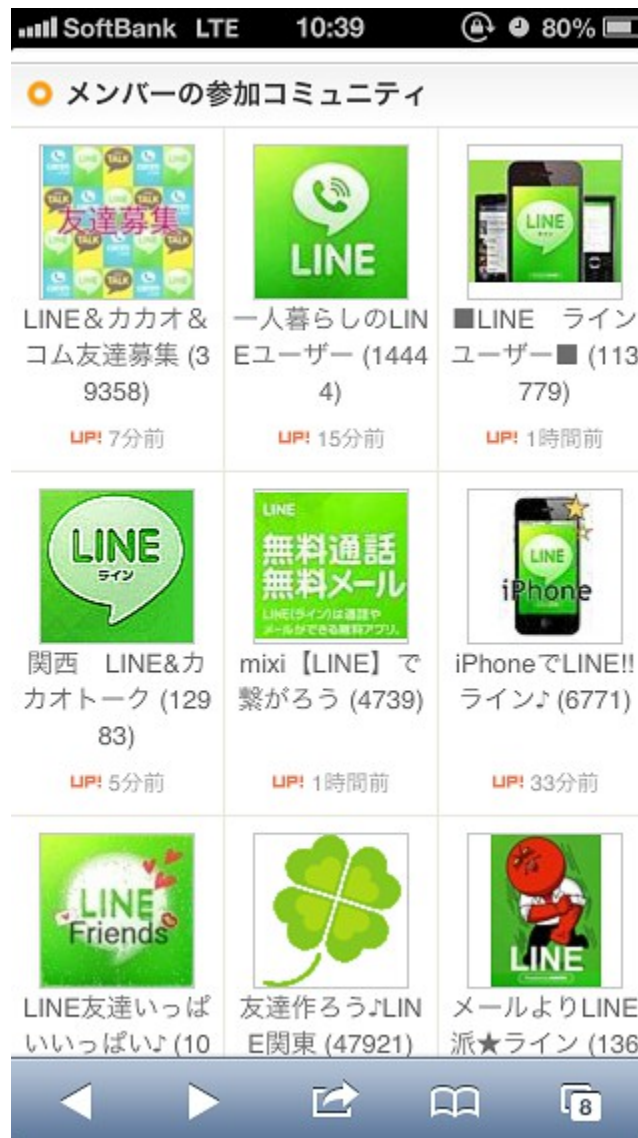 SoftBank LTE 10:39 80%
メンバーの参加コミュニティ
友達募集
LINE&カカオ&
コム友達募集 (3
9358)
UP! 7分前
LINE
一人暮らしのLIN
Eユーザー (1444
4)
UP! 15分前
LINE
■LINE　ライン
ユーザー■ (113
779)
UP! 1時間前
LINE
ライン
関西　LINE&カ
カオトーク (129
83)
UP! 5分前
LINE
無料通話
無料メール
LINE(ライン)は通話や
メールができる無料アプリ。
mixi【LINE】で
繋がろう (4739)
UP! 1時間前
LINE
iPhone
iPhoneでLINE!!
ライン♪ (6771)
UP! 33分前
LINE
Friends
LINE友達いっぱ
いいっぱい♪ (10
友達作ろう♪LIN
E関東 (47921)
LINE
メールよりLINE
派★ライン (136
8